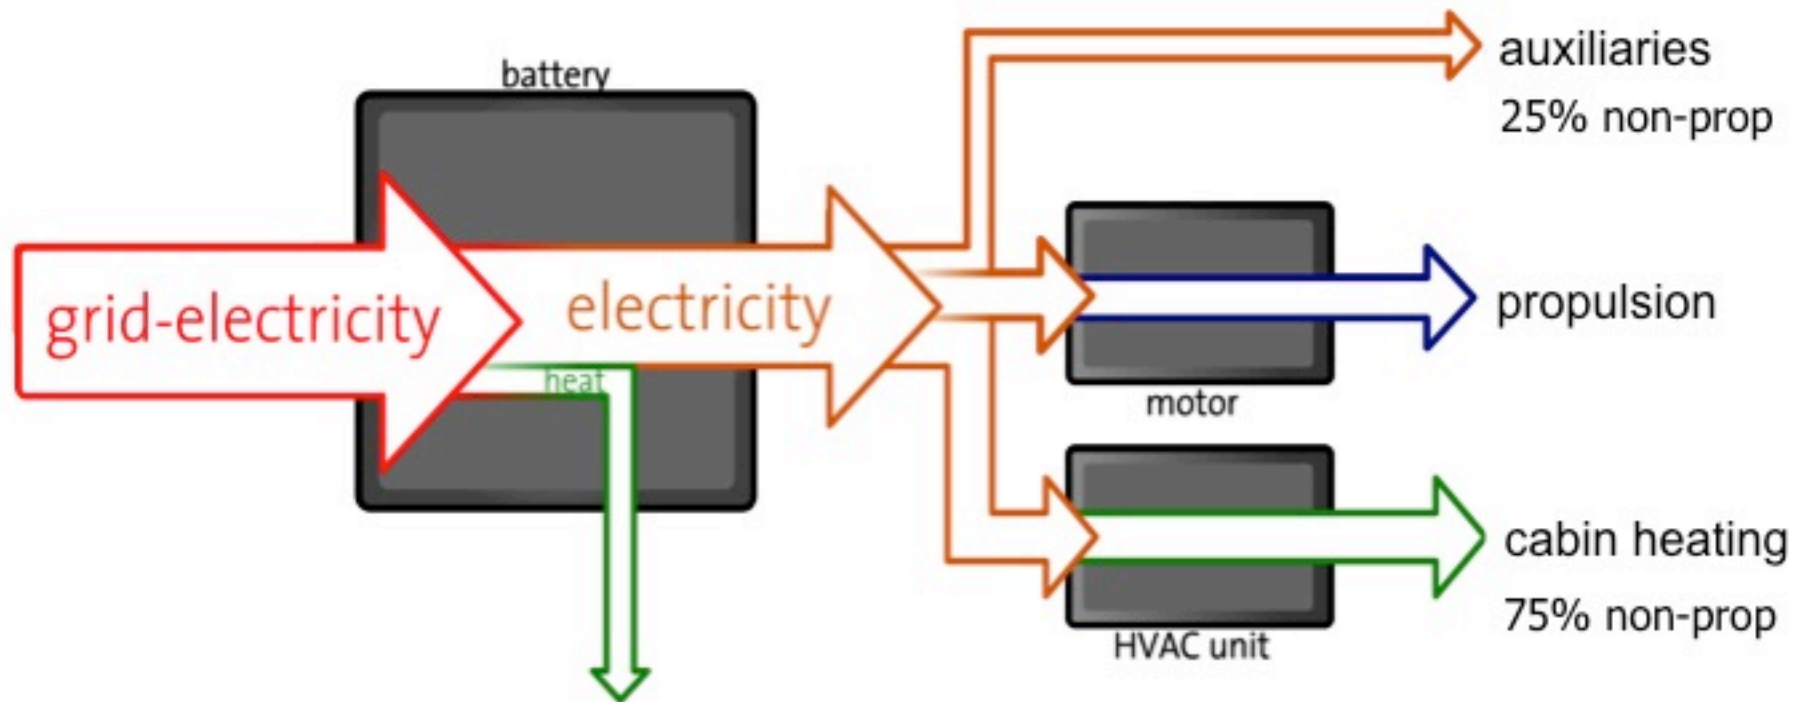 battery
auxiliaries
25% non-prop
grid-electricity
electricity
heat
propulsion
motor
cabin heating
75% non-prop
HVAC unit